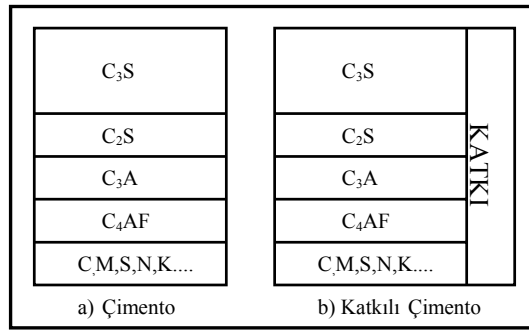 C₃S
C₂S
C₃A
C₄AF
C,M,S,N,K....
a) Çimento
C₃S
C₂S
C₃A
C₄AF
C,M,S,N,K....
KATKI
b) Katkılı Çimento